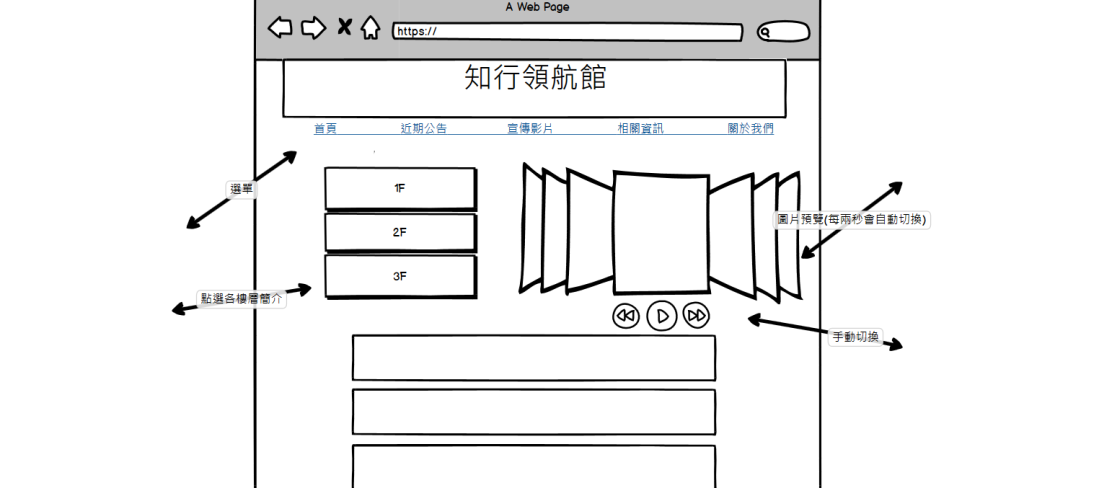 A Web Page
https://
知行領航館
首頁 近期公告 宣傳影片 相關資訊 關於我們
選單
1F
圖片預覽(每兩秒會自動切換)
2F
3F
點選各樓層簡介
手動切換